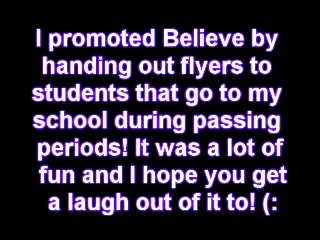 I promoted Believe by
handing out flyers to
students that go to my
school during passing
periods! It was a lot of
fun and I hope you get
a laugh out of it to! (: